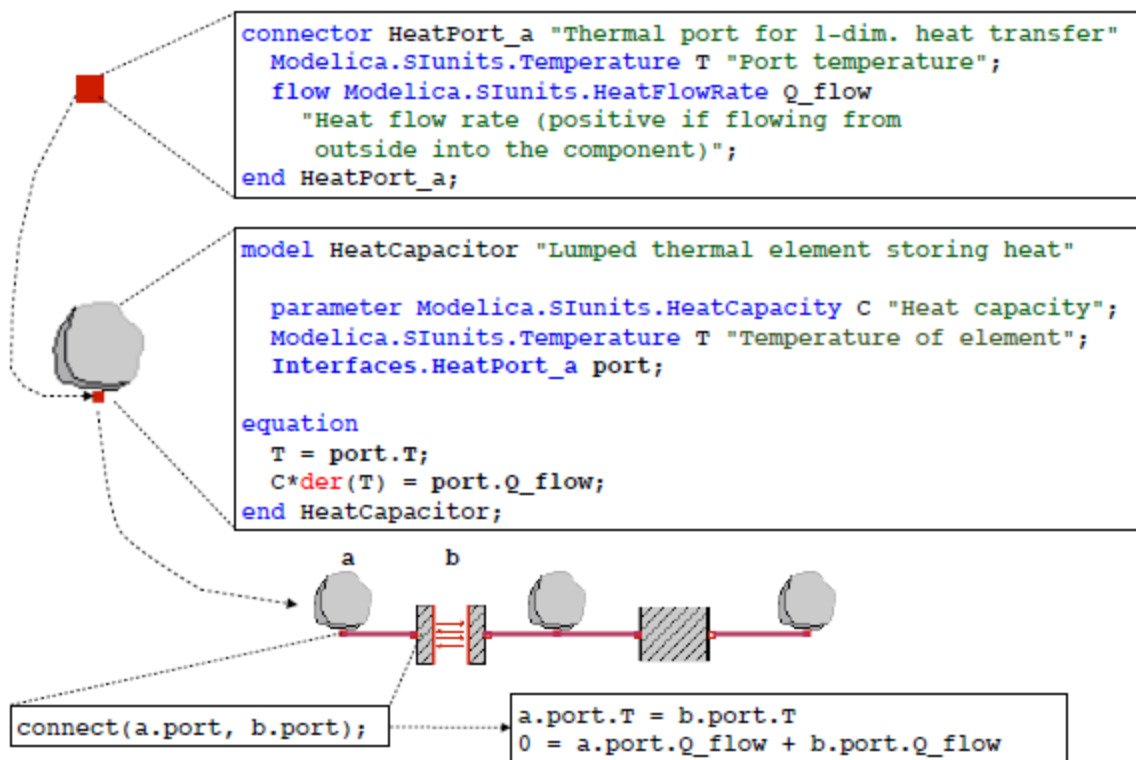 connector HeatPort_a "Thermal port for 1-dim. heat transfer"
Modelica.SIunits.Temperature T "Port temperature";
flow Modelica.SIunits.HeatFlowRate Q_flow
"Heat flow rate (positive if flowing from
outside into the component)";
end HeatPort_a;
model HeatCapacitor "Lumped thermal element storing heat"
parameter Modelica.SIunits.HeatCapacity C "Heat capacity";
Modelica.SIunits.Temperature T "Temperature of element";
Interfaces.HeatPort_a port;
equation
T = port.T;
C*der(T) = port.Q_flow;
end HeatCapacitor;
a b
connect(a.port, b.port);
a.port.T = b.port.T
0 = a.port.Q_flow + b.port.Q_flow